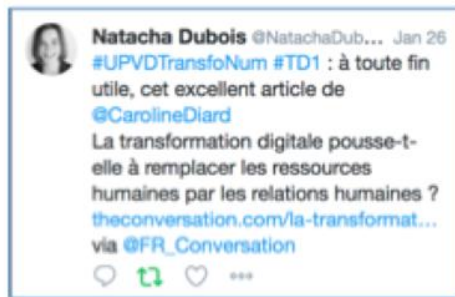 Natacha Dubois @NatachaDub... Jan 26
#UPVDTransfoNum #TD1 : à toute fin
utile, cet excellent article de
@CarolineDiard
La transformation digitale pousse-t-
elle à remplacer les ressources
humaines par les relations humaines ?
theconversation.com/la-transformat...
via @FR_Conversation